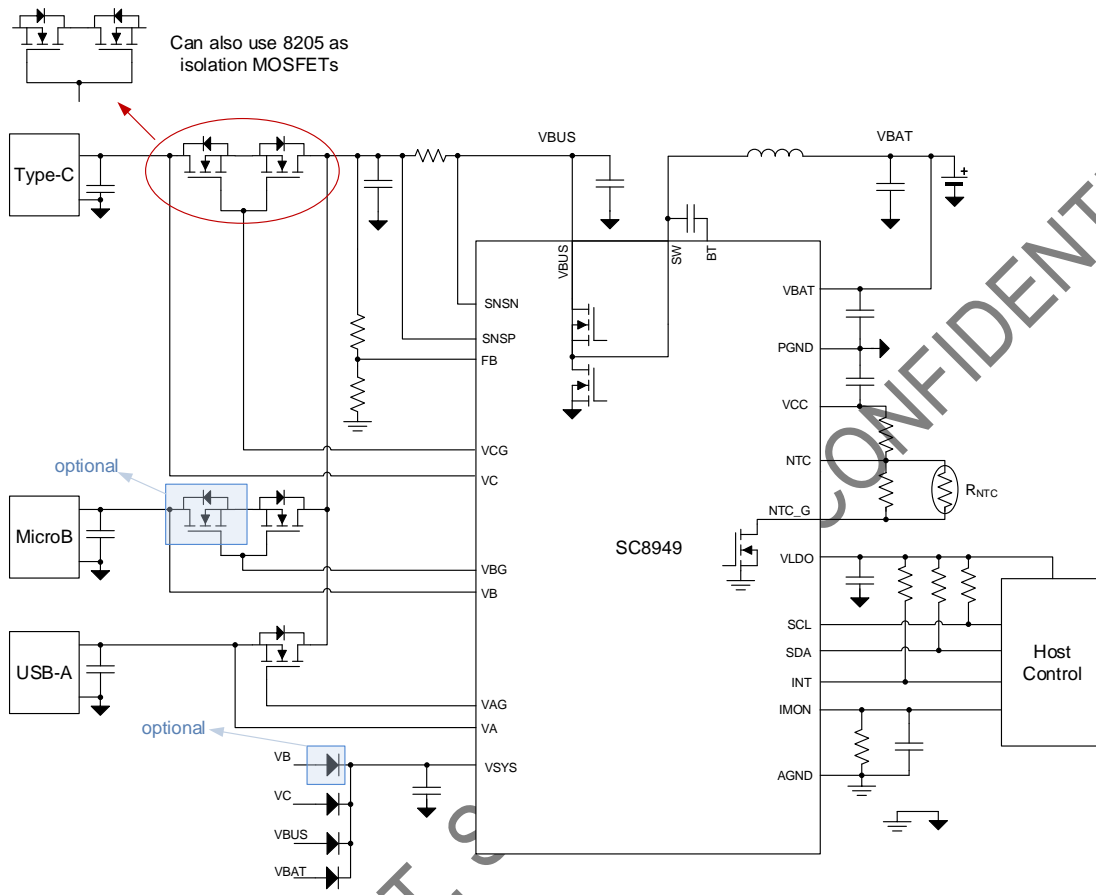 Can also use 8205 as
isolation MOSFETs
Type-C
VBUS
VBAT
+
VBUS
SW
BT
SNSN
SNSP
FB
VBAT
PGND
VCC
VCG
VC
NTC
RNTC
optional
NTC_G
MicroB
SC8949
VBG
VB
VLDO
SCL
SDA
INT
IMON
AGND
Host
Control
USB-A
VAG
VA
optional
VB
VSYS
VC
VBUS
VBAT
CONFIDENT
T, S